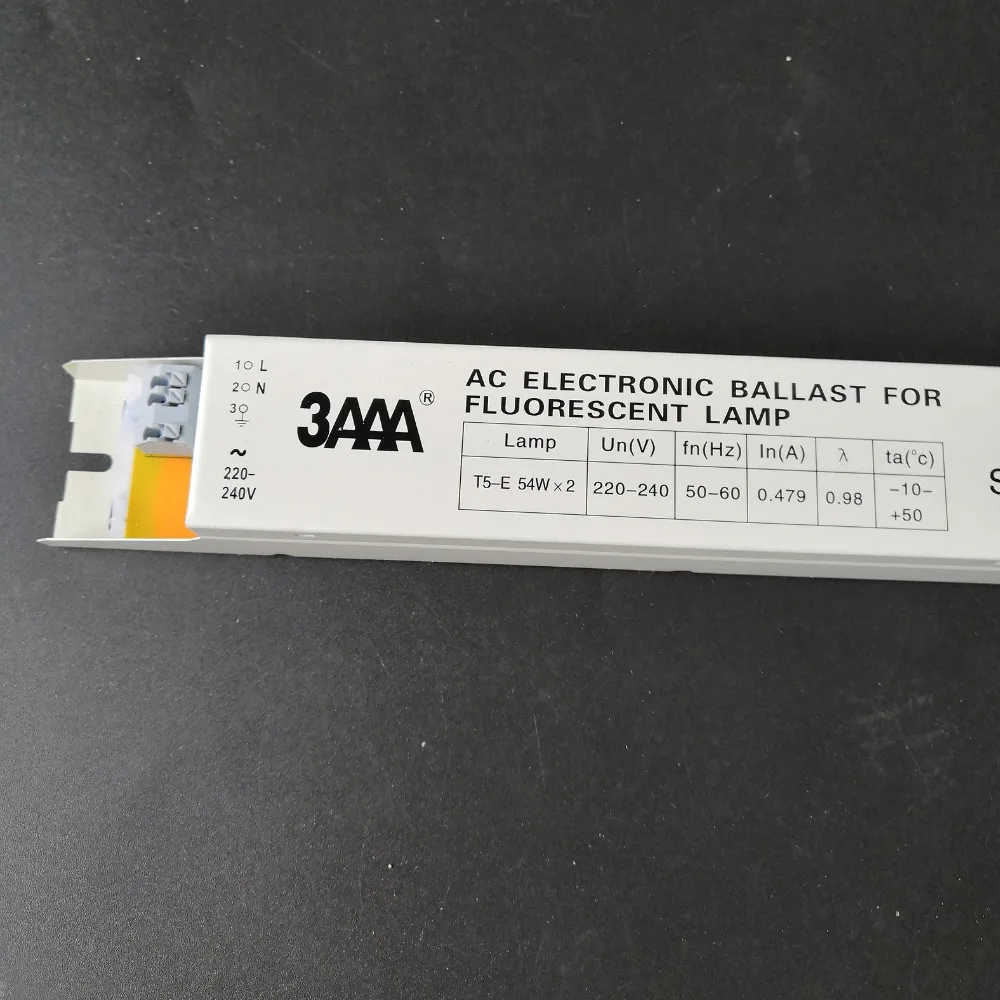 1○ L
2○ N
3
~
220-
240V
3AAA®
AC ELECTRONIC BALLAST FOR
FLUORESCENT LAMP
Lamp Un(V) fn(Hz) In(A) λ ta(°c)
T5-E 54W×2 220-240 50-60 0.479 0.98 -10-
+50
S